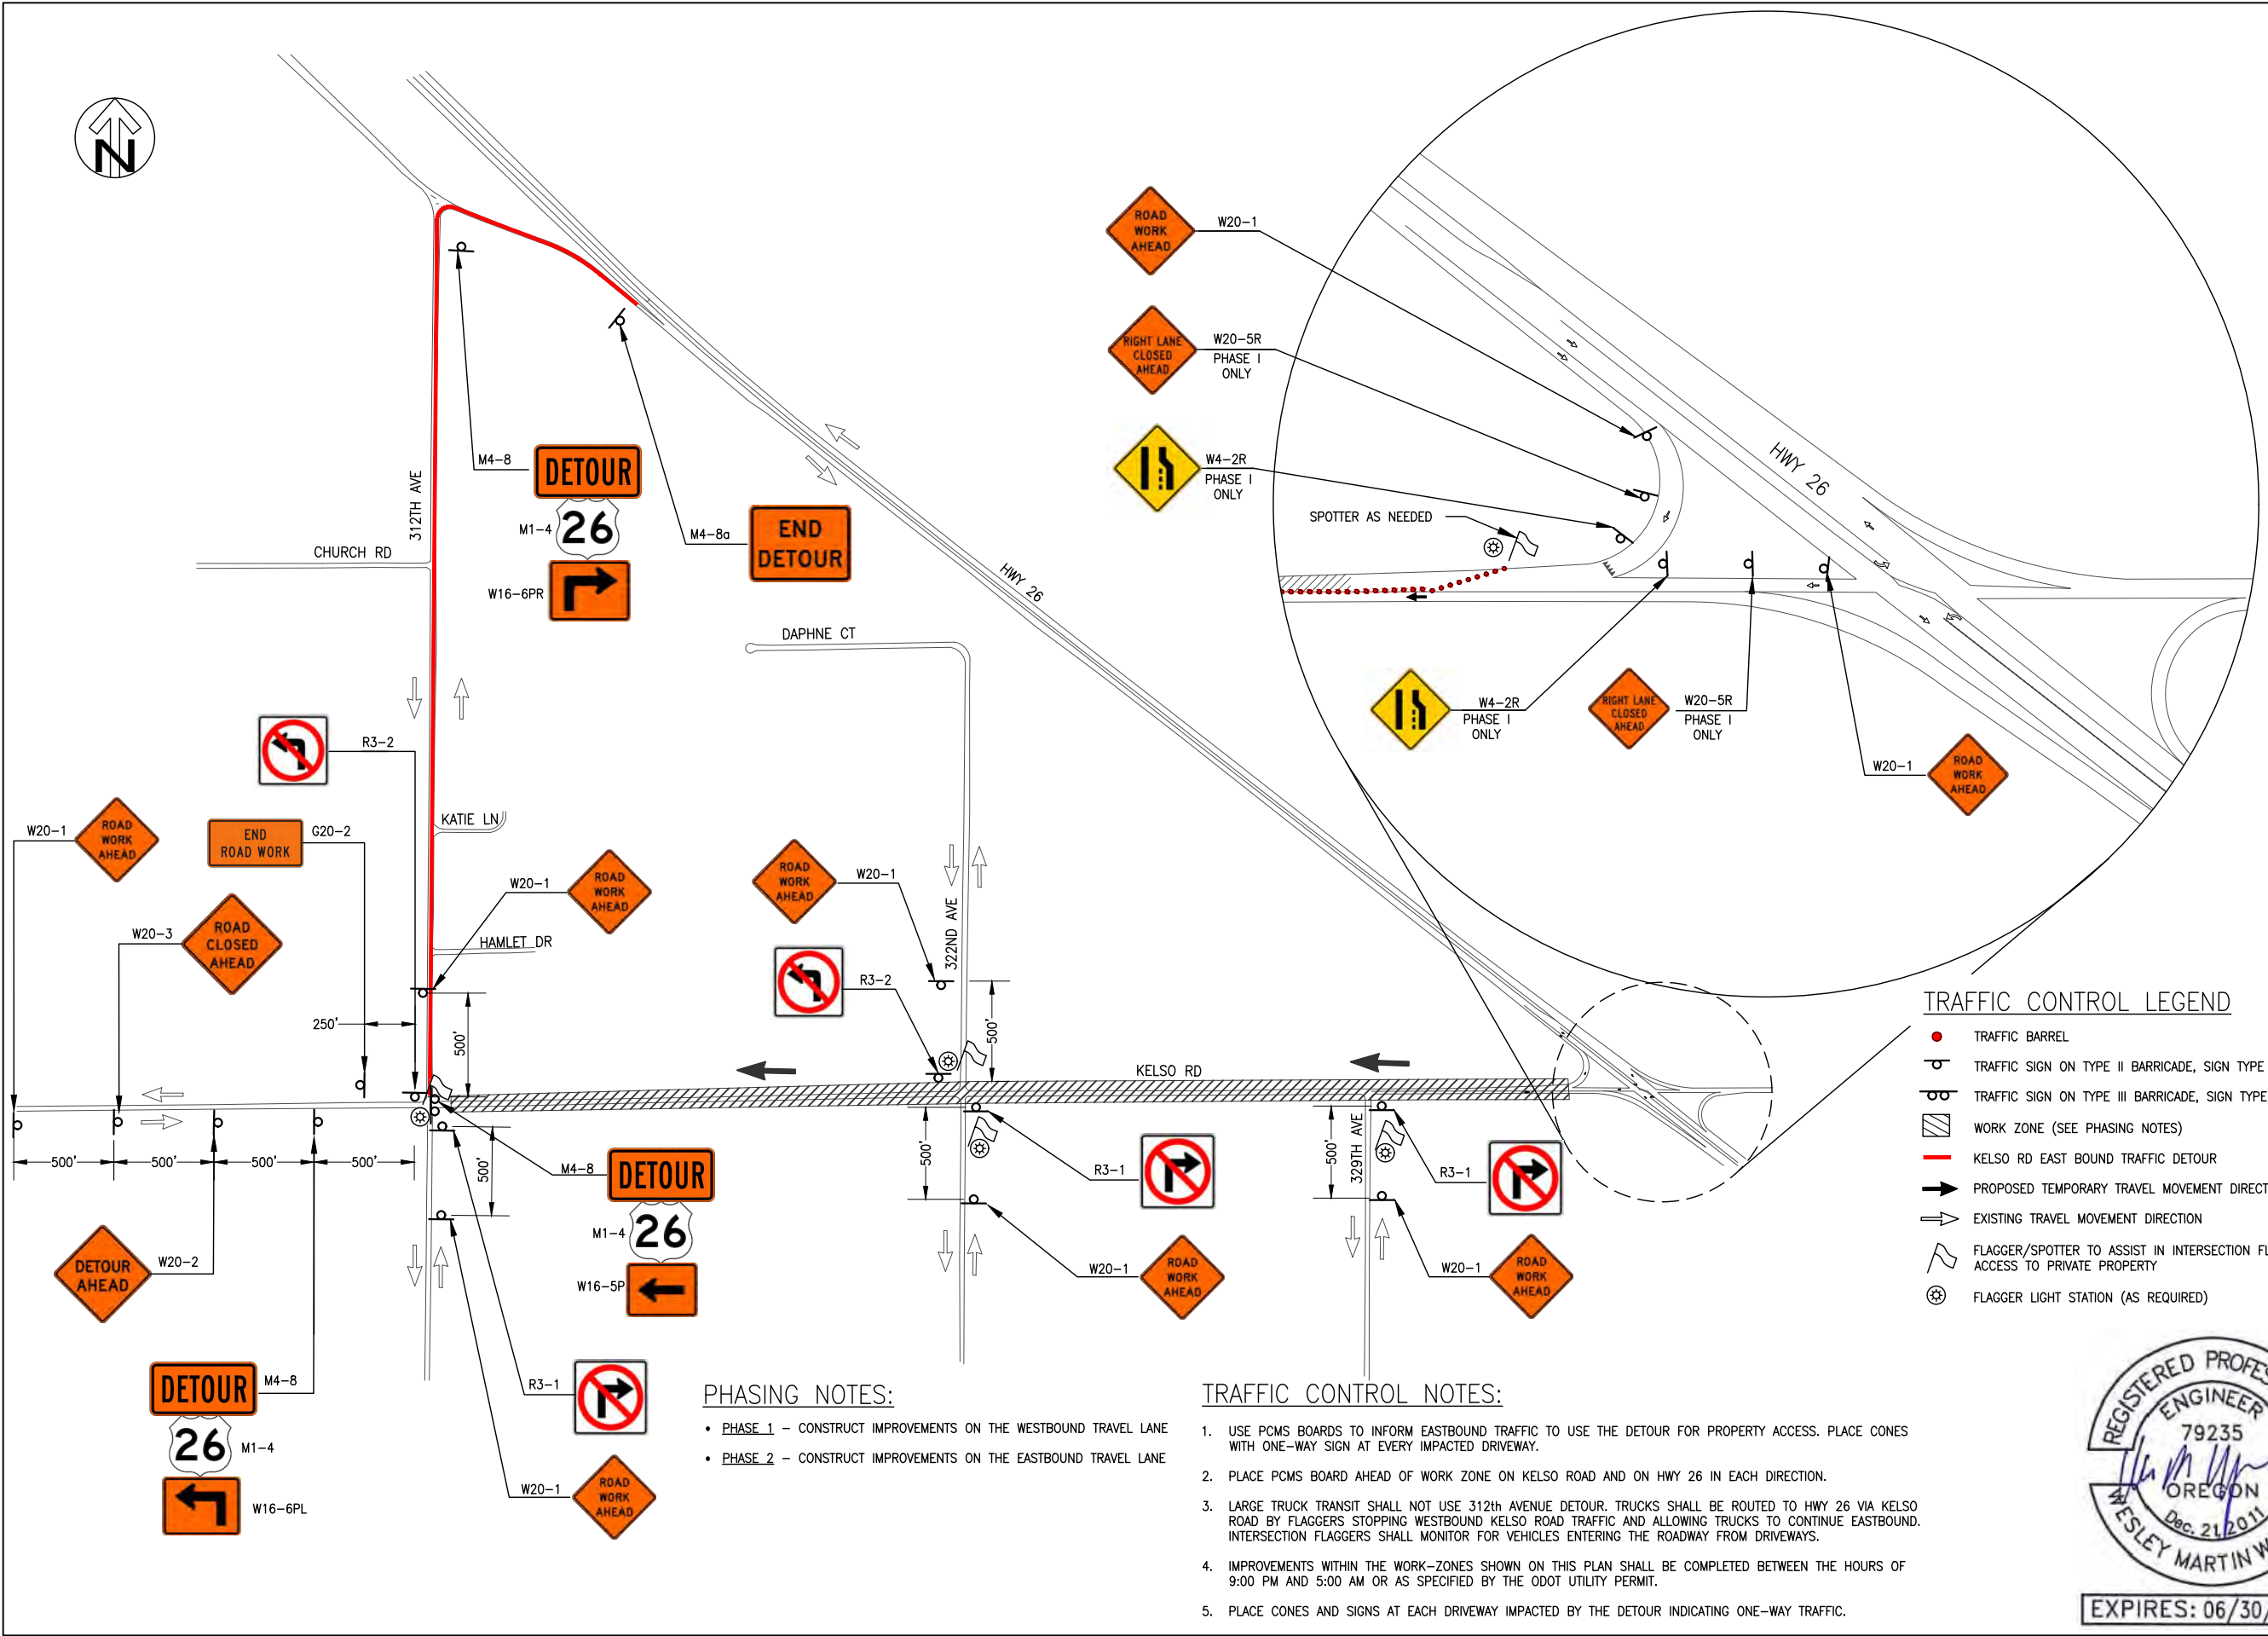 N
ROAD
WORK
AHEAD
W20-1
RIGHT LANE
CLOSED
AHEAD
W20-5R
PHASE I
ONLY
W4-2R
PHASE I
ONLY
SPOTTER AS NEEDED
HWY 26
W4-2R
PHASE I
ONLY
RIGHT LANE
CLOSED
AHEAD
W20-5R
PHASE I
ONLY
W20-1
ROAD
WORK
AHEAD
312TH AVE
CHURCH RD
M4-8
DETOUR
M1-4
26
W16-6PR
M4-8a
END
DETOUR
HWY 26
DAPHNE CT
R3-2
KATIE LN
W20-1
ROAD
WORK
AHEAD
END
ROAD WORK
G20-2
W20-3
ROAD
CLOSED
AHEAD
W20-1
ROAD
WORK
AHEAD
HAMLET DR
ROAD
WORK
AHEAD
W20-1
322ND AVE
R3-2
250'
500'
500'
KELSO RD
500'
500'
500'
500'
500'
500'
500'
329TH AVE
DETOUR
AHEAD
W20-2
M4-8
DETOUR
M1-4
26
W16-5P
R3-1
W20-1
ROAD
WORK
AHEAD
R3-1
W20-1
ROAD
WORK
AHEAD
DETOUR
M4-8
26
M1-4
W16-6PL
R3-1
W20-1
ROAD
WORK
AHEAD
TRAFFIC CONTROL LEGEND
TRAFFIC BARREL
TRAFFIC SIGN ON TYPE II BARRICADE, SIGN TYPE
TRAFFIC SIGN ON TYPE III BARRICADE, SIGN TYPE
WORK ZONE (SEE PHASING NOTES)
KELSO RD EAST BOUND TRAFFIC DETOUR
PROPOSED TEMPORARY TRAVEL MOVEMENT DIRECT
EXISTING TRAVEL MOVEMENT DIRECTION
FLAGGER/SPOTTER TO ASSIST IN INTERSECTION FL
ACCESS TO PRIVATE PROPERTY
FLAGGER LIGHT STATION (AS REQUIRED)
PHASING NOTES:
• PHASE 1 – CONSTRUCT IMPROVEMENTS ON THE WESTBOUND TRAVEL LANE
• PHASE 2 – CONSTRUCT IMPROVEMENTS ON THE EASTBOUND TRAVEL LANE
TRAFFIC CONTROL NOTES:
1. USE PCMS BOARDS TO INFORM EASTBOUND TRAFFIC TO USE THE DETOUR FOR PROPERTY ACCESS. PLACE CONES
WITH ONE-WAY SIGN AT EVERY IMPACTED DRIVEWAY.
2. PLACE PCMS BOARD AHEAD OF WORK ZONE ON KELSO ROAD AND ON HWY 26 IN EACH DIRECTION.
3. LARGE TRUCK TRANSIT SHALL NOT USE 312th AVENUE DETOUR. TRUCKS SHALL BE ROUTED TO HWY 26 VIA KELSO
ROAD BY FLAGGERS STOPPING WESTBOUND KELSO ROAD TRAFFIC AND ALLOWING TRUCKS TO CONTINUE EASTBOUND.
INTERSECTION FLAGGERS SHALL MONITOR FOR VEHICLES ENTERING THE ROADWAY FROM DRIVEWAYS.
4. IMPROVEMENTS WITHIN THE WORK-ZONES SHOWN ON THIS PLAN SHALL BE COMPLETED BETWEEN THE HOURS OF
9:00 PM AND 5:00 AM OR AS SPECIFIED BY THE ODOT UTILITY PERMIT.
5. PLACE CONES AND SIGNS AT EACH DRIVEWAY IMPACTED BY THE DETOUR INDICATING ONE-WAY TRAFFIC.
REGISTERED PROFES
ENGINEER
79235
OREGON
Dec. 21, 2011
WESLEY MARTIN W
EXPIRES: 06/30/